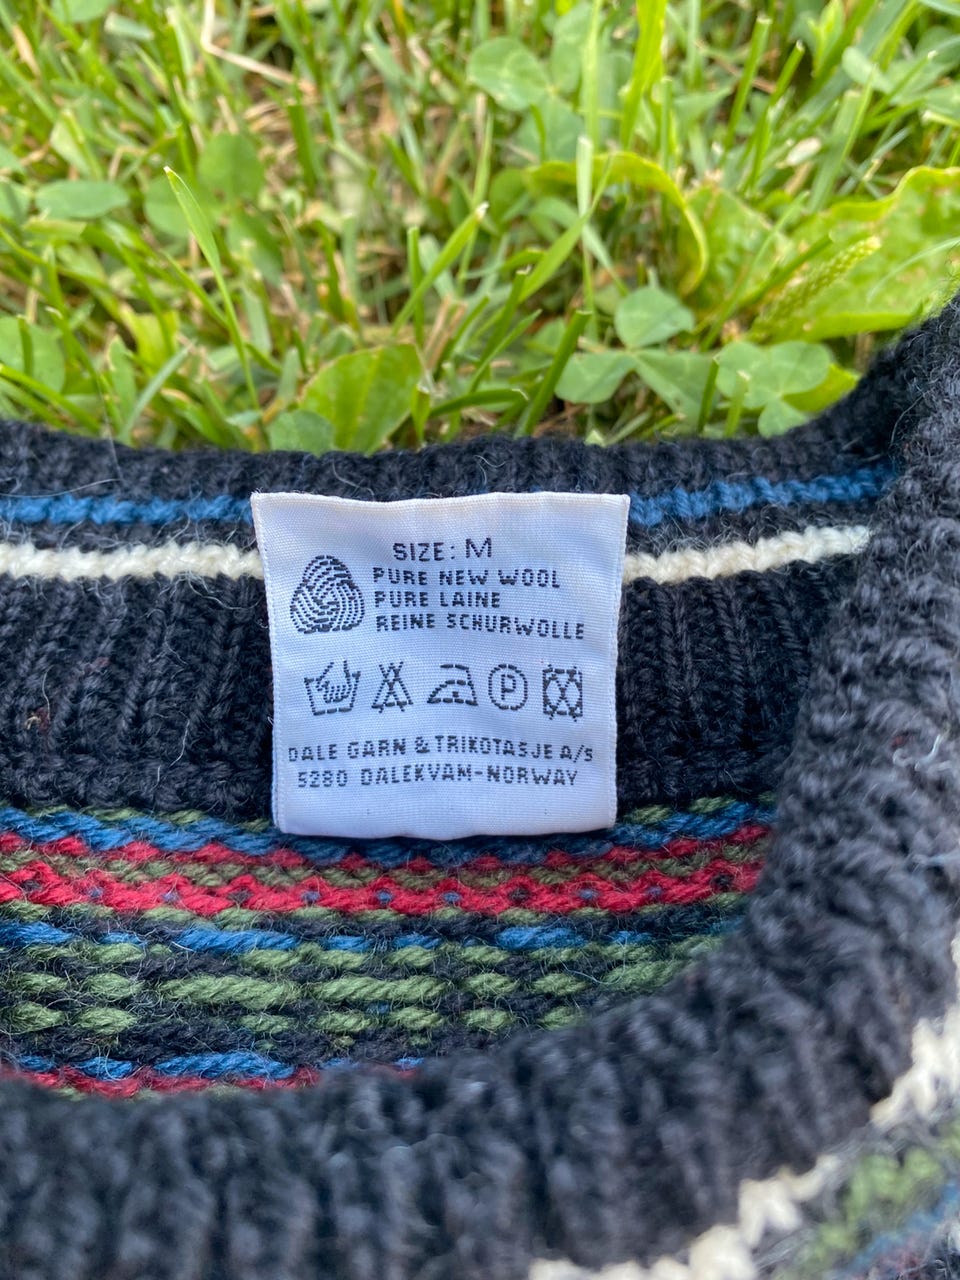 SIZE: M
PURE NEW WOOL
PURE LAINE
REINE SCHURWOLLE
P
DALE GARN & TRIKOTASJE A/S
5280 DALEKVAM-NORWAY